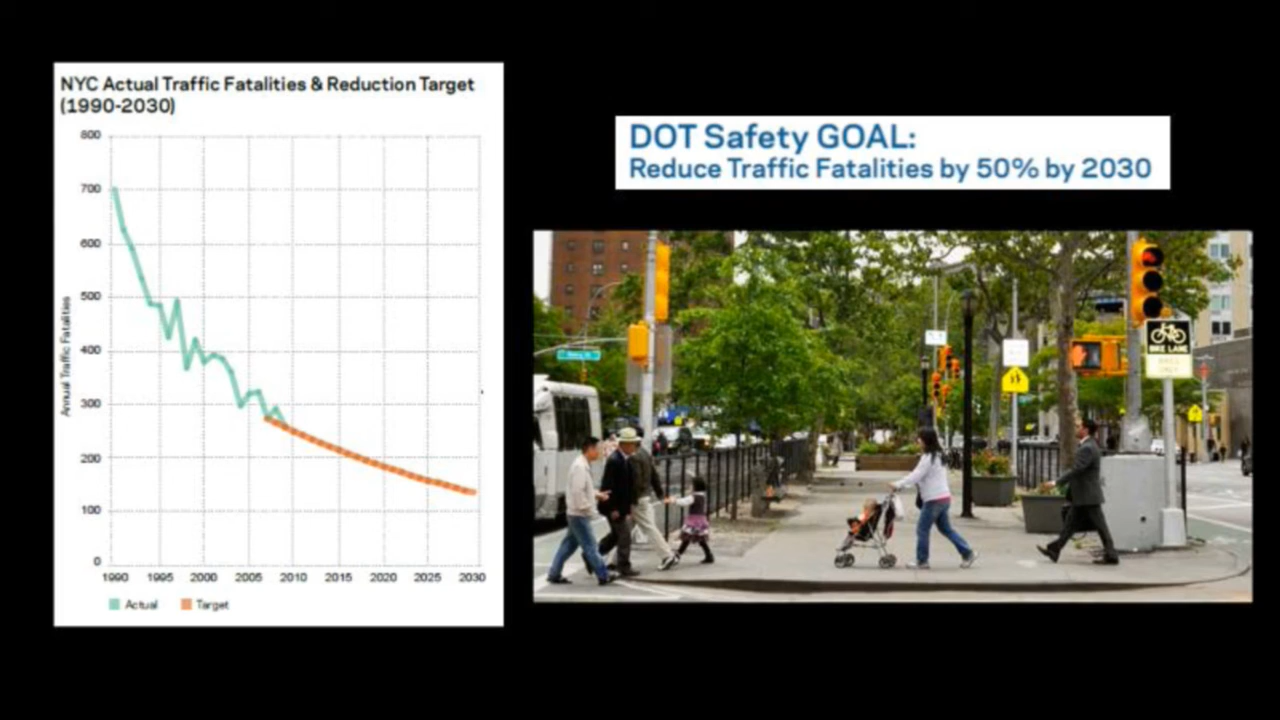 NYC Actual Traffic Fatalities & Reduction Target
(1990-2030)
800
700
600
500
400
300
200
100
0
Annual Traffic Fatalities
1990 1995 2000 2005 2010 2015 2020 2025 2030
Actual Target
DOT Safety GOAL:
Reduce Traffic Fatalities by 50% by 2030
BIKE LANE